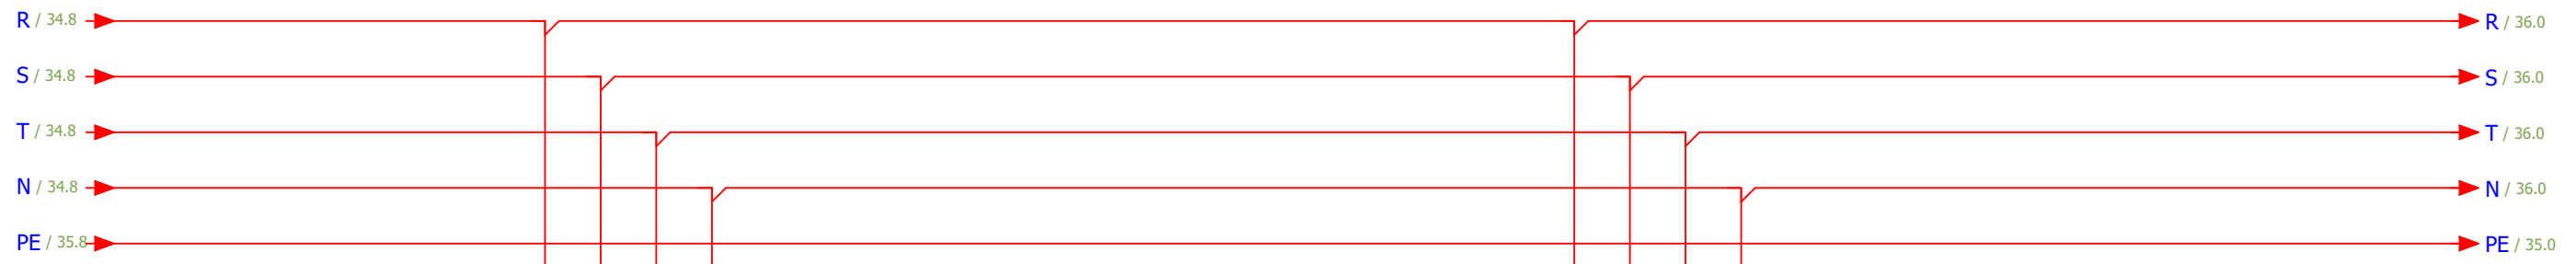 R / 34.8 R / 36.0
S / 34.8 S / 36.0
T / 34.8 T / 36.0
N / 34.8 N / 36.0
PE / 35.8 PE / 35.0